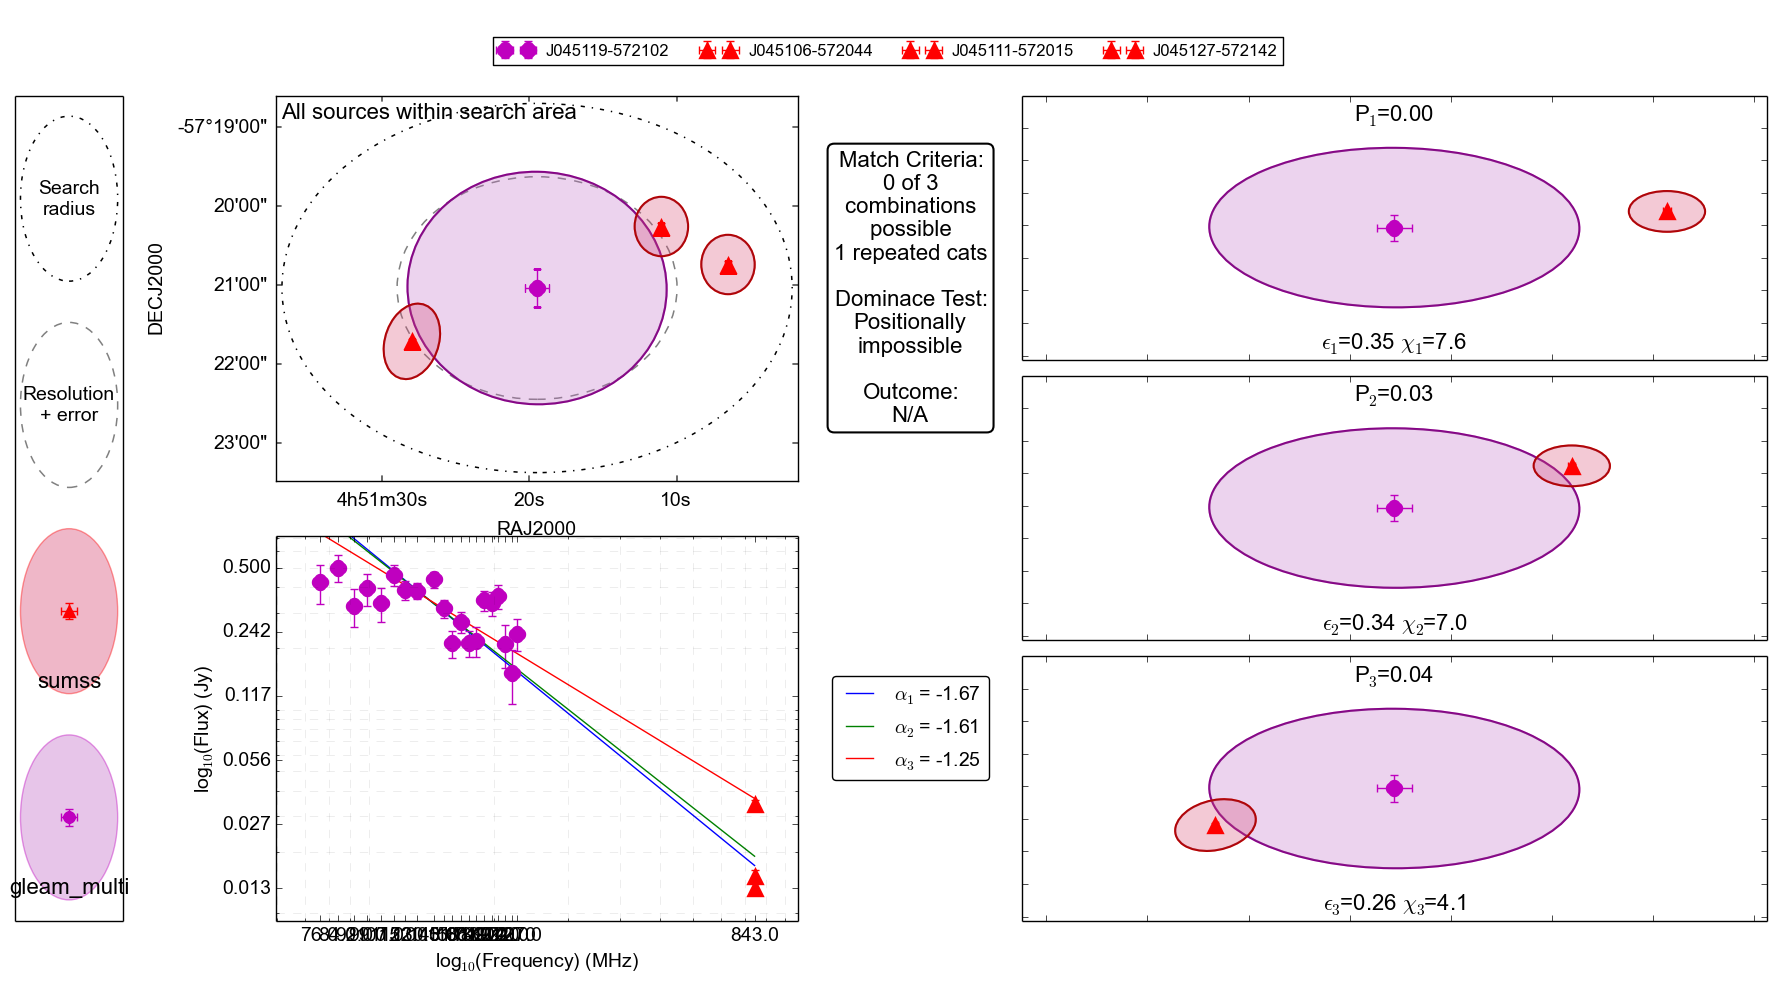 J045119-572102
J045106-572044
J045111-572015
J045127-572142
Search
radius
Resolution
+ error
sumss
gleam_multi
All sources within search area
-57°19'00"
20'00"
21'00"
22'00"
23'00"
DECJ2000
4h51m30s
20s
10s
RAJ2000
Match Criteria:
0 of 3
combinations
possible
1 repeated cats
Dominace Test:
Positionally
impossible
Outcome:
N/A
0.500
0.242
0.117
0.056
0.027
0.013
log₁₀(Flux) (Jy)
843.0
log₁₀(Frequency) (MHz)
α₁ = -1.67
α₂ = -1.61
α₃ = -1.25
P₁=0.00
ϵ₁=0.35 χ₁=7.6
P₂=0.03
ϵ₂=0.34 χ₂=7.0
P₃=0.04
ϵ₃=0.26 χ₃=4.1